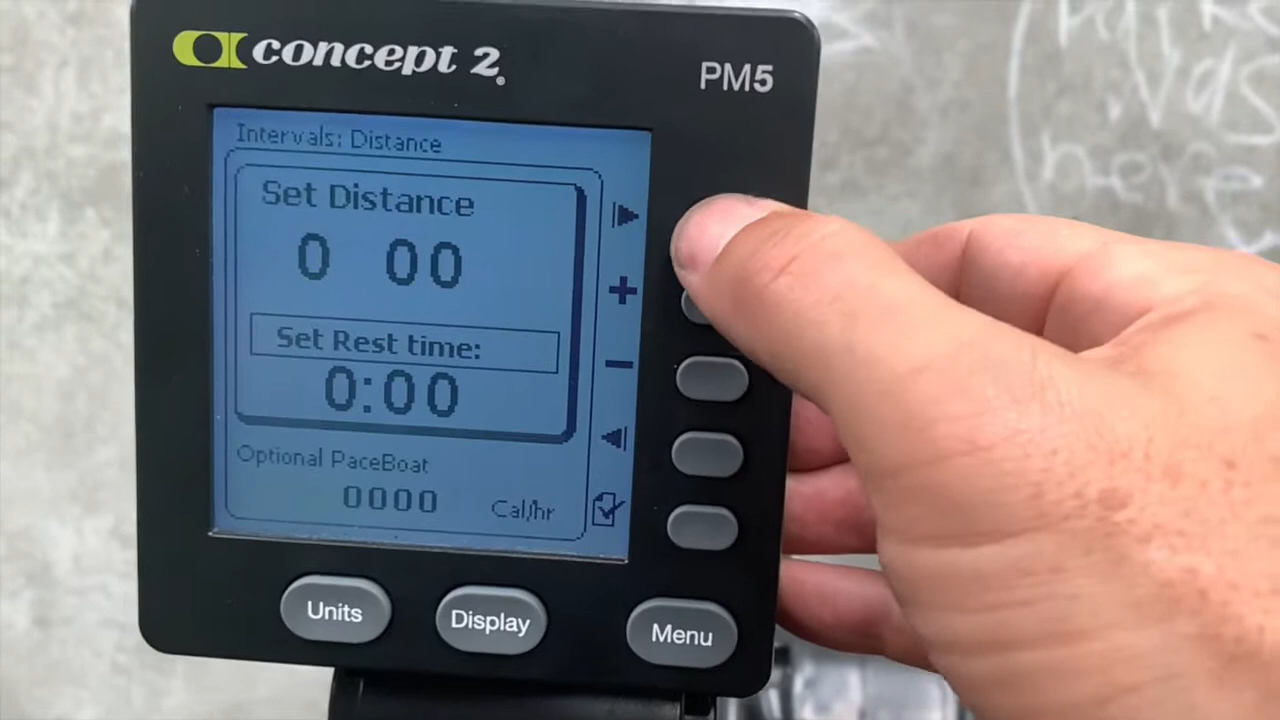 concept 2®
PM5
Intervals: Distance
Set Distance
0 00
Set Rest time:
0:00
Optional PaceBoat
0000 Cal/hr
Units
Display
Menu
here